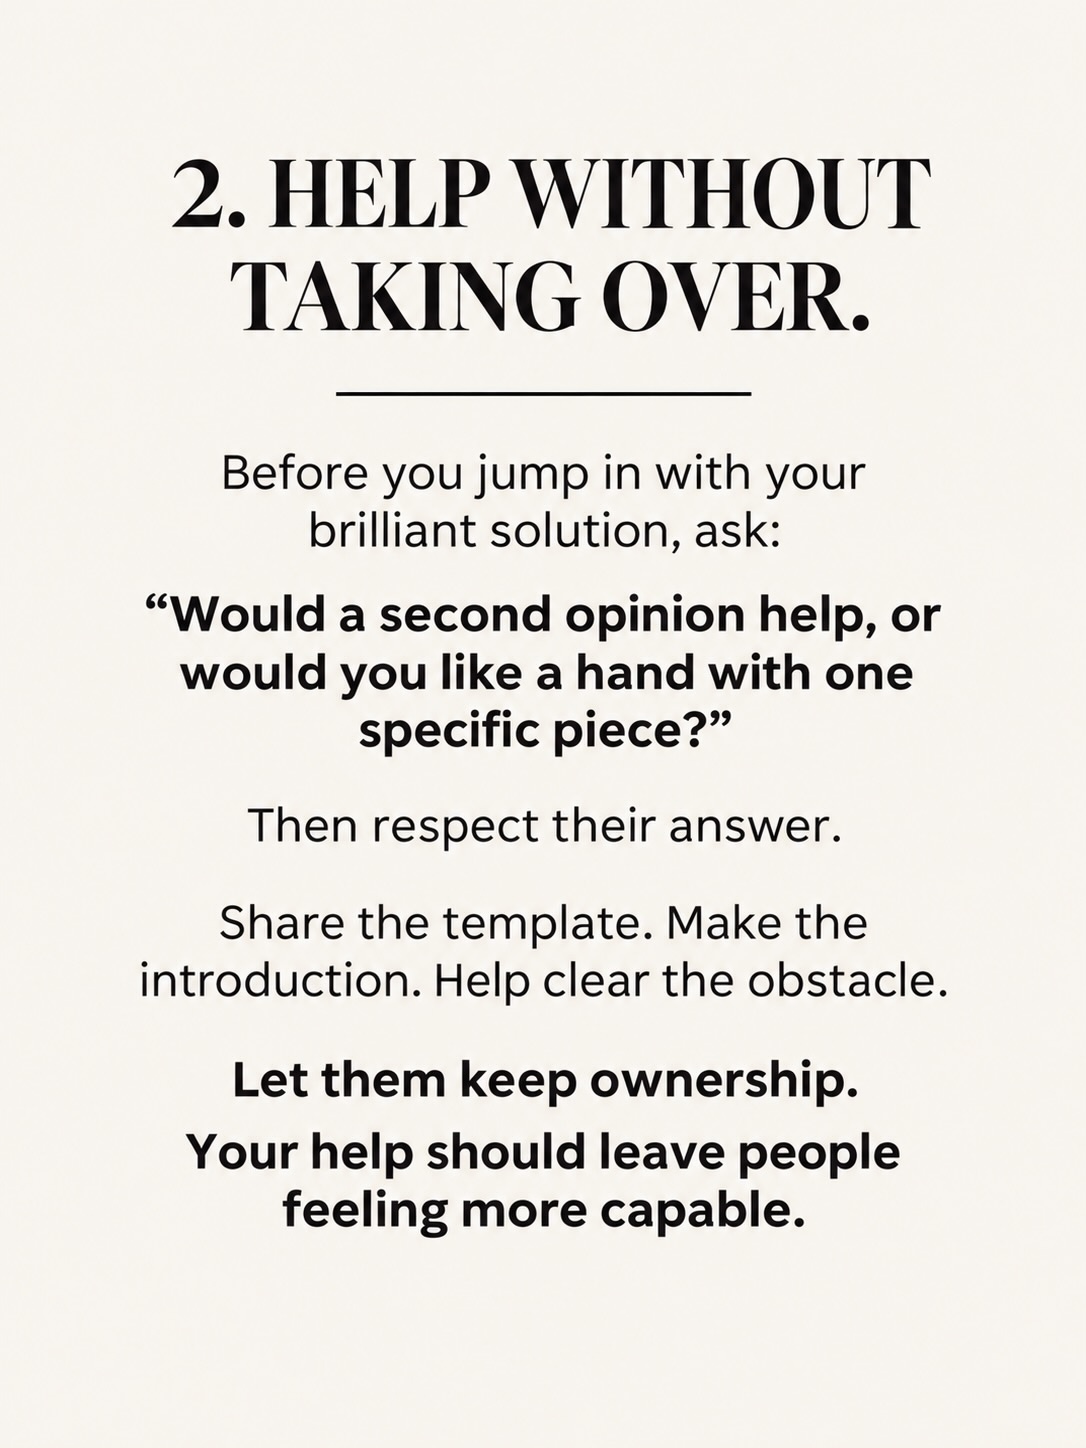 2. HELP WITHOUT
TAKING OVER.
Before you jump in with your
brilliant solution, ask:
“Would a second opinion help, or
would you like a hand with one
specific piece?”
Then respect their answer.
Share the template. Make the
introduction. Help clear the obstacle.
Let them keep ownership.
Your help should leave people
feeling more capable.